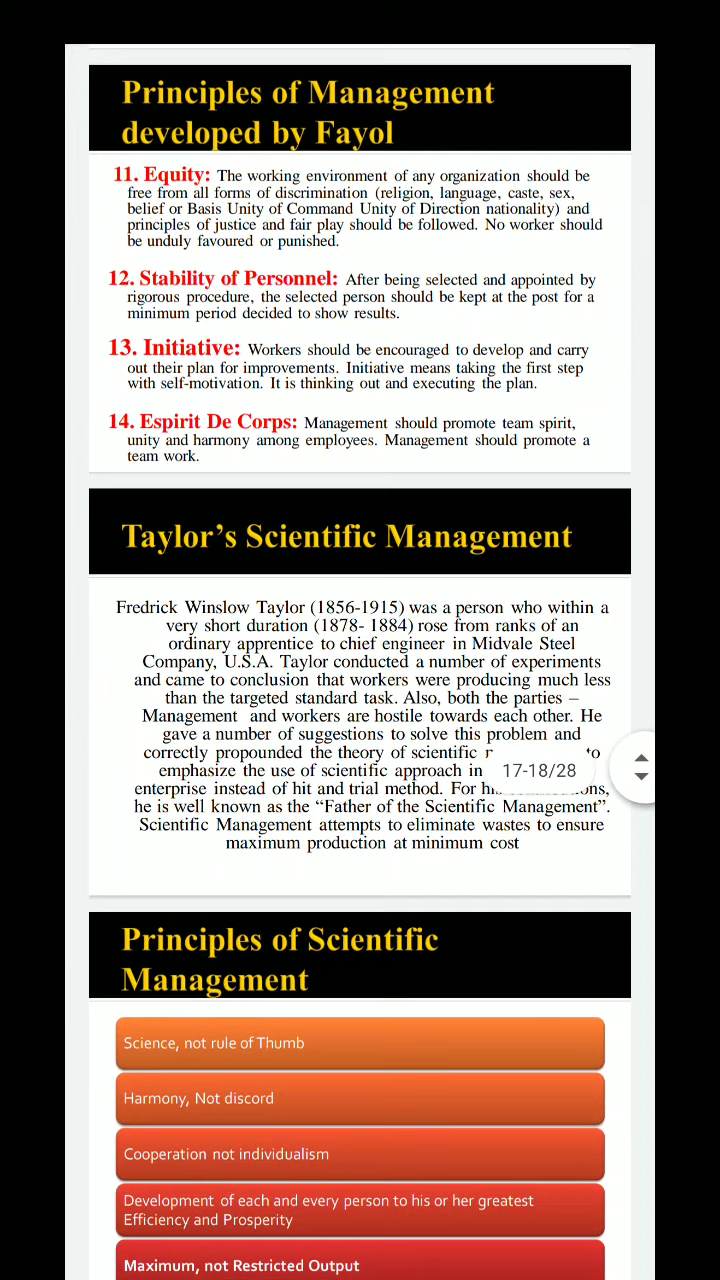 Principles of Management
developed by Fayol
11. Equity: The working environment of any organization should be
free from all forms of discrimination (religion, language, caste, sex,
belief or Basis Unity of Command Unity of Direction nationality) and
principles of justice and fair play should be followed. No worker should
be unduly favoured or punished.
12. Stability of Personnel: After being selected and appointed by
rigorous procedure, the selected person should be kept at the post for a
minimum period decided to show results.
13. Initiative: Workers should be encouraged to develop and carry
out their plan for improvements. Initiative means taking the first step
with self-motivation. It is thinking out and executing the plan.
14. Espirit De Corps: Management should promote team spirit,
unity and harmony among employees. Management should promote a
team work.
Taylor's Scientific Management
Fredrick Winslow Taylor (1856-1915) was a person who within a
very short duration (1878- 1884) rose from ranks of an
ordinary apprentice to chief engineer in Midvale Steel
Company, U.S.A. Taylor conducted a number of experiments
and came to conclusion that workers were producing much less
than the targeted standard task. Also, both the parties –
Management and workers are hostile towards each other. He
gave a number of suggestions to solve this problem and
correctly propounded the theory of scientific to
emphasize the use of scientific approach in
17-18/28
enterprise instead of hit and trial method. For
he is well known as the “Father of the Scientific Management”.
Scientific Management attempts to eliminate wastes to ensure
maximum production at minimum cost
Principles of Scientific
Management
Science, not rule of Thumb
Harmony, Not discord
Cooperation not individualism
Development of each and every person to his or her greatest
Efficiency and Prosperity
Maximum, not Restricted Output